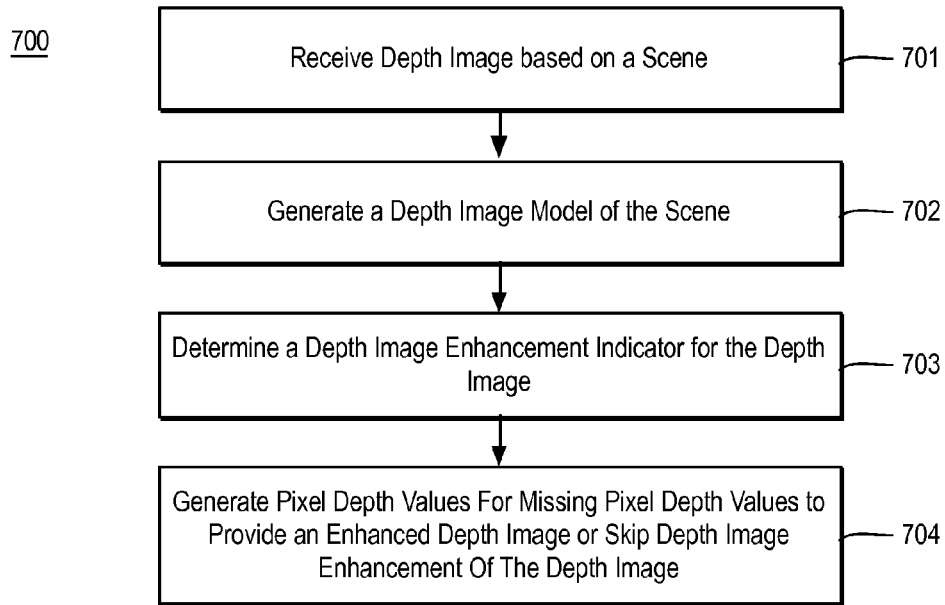 700
Receive Depth Image based on a Scene
701
Generate a Depth Image Model of the Scene
702
Determine a Depth Image Enhancement Indicator for the Depth
Image
703
Generate Pixel Depth Values For Missing Pixel Depth Values to
Provide an Enhanced Depth Image or Skip Depth Image
Enhancement Of The Depth Image
704